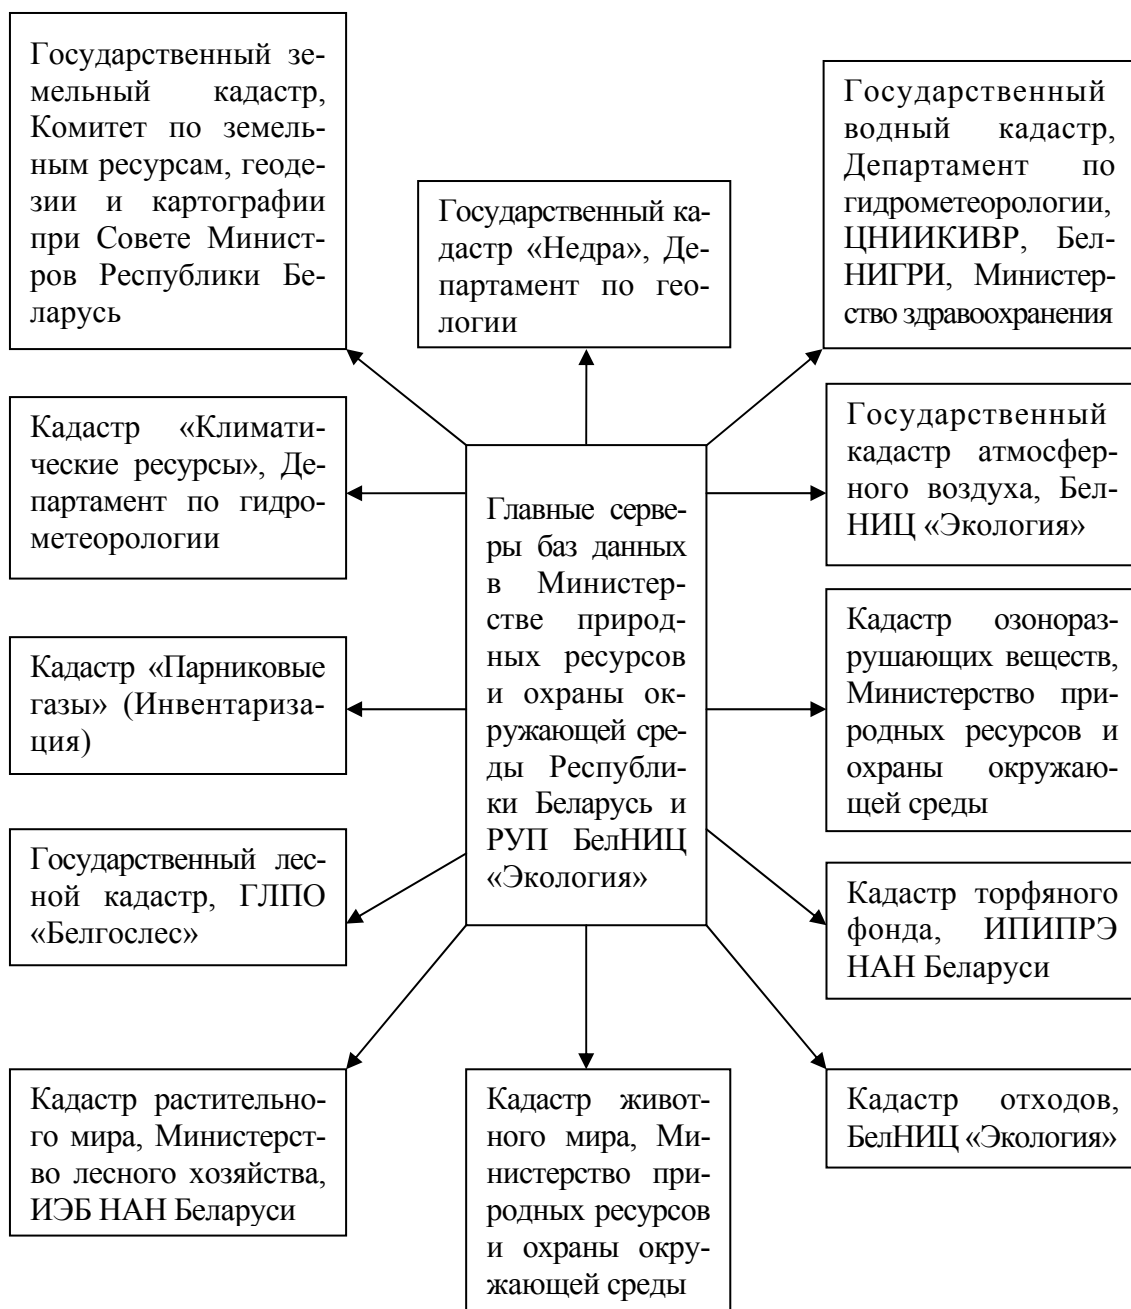 Государственный зе-
мельный кадастр,
Комитет по земель-
ным ресурсам, геоде-
зии и картографии
при Совете Минист-
ров Республики Бе-
ларусь
Государственный ка-
дастр «Недра», Де-
партамент по гео-
логии
Государственный
водный кадастр,
Департамент по
гидрометеорологии,
ЦНИИКИВР, Бел-
НИГРИ, Министер-
ство здравоохранения
Кадастр «Климати-
ческие ресурсы», Де-
партамент по гидро-
метеорологии
Главные серве-
ры баз данных
в Министер-
стве природ-
ных ресурсов
и охраны ок-
ружающей сре-
ды Республи-
ки Беларусь и
РУП БелНИЦ
«Экология»
Государственный
кадастр атмосфер-
ного воздуха, Бел-
НИЦ «Экология»
Кадастр «Парниковые
газы» (Инвентариза-
ция)
Кадастр озонораз-
рушающих веществ,
Министерство при-
родных ресурсов и
охраны окружаю-
щей среды
Государственный лес-
ной кадастр, ГЛПО
«Белгослес»
Кадастр торфяного
фонда, ИПИПРЭ
НАН Беларуси
Кадастр растительно-
го мира, Министерст-
во лесного хозяйства,
ИЭБ НАН Беларуси
Кадастр живот-
ного мира, Ми-
нистерство при-
родных ресурсов
и охраны окру-
жающей среды
Кадастр отходов,
БелНИЦ «Экология»